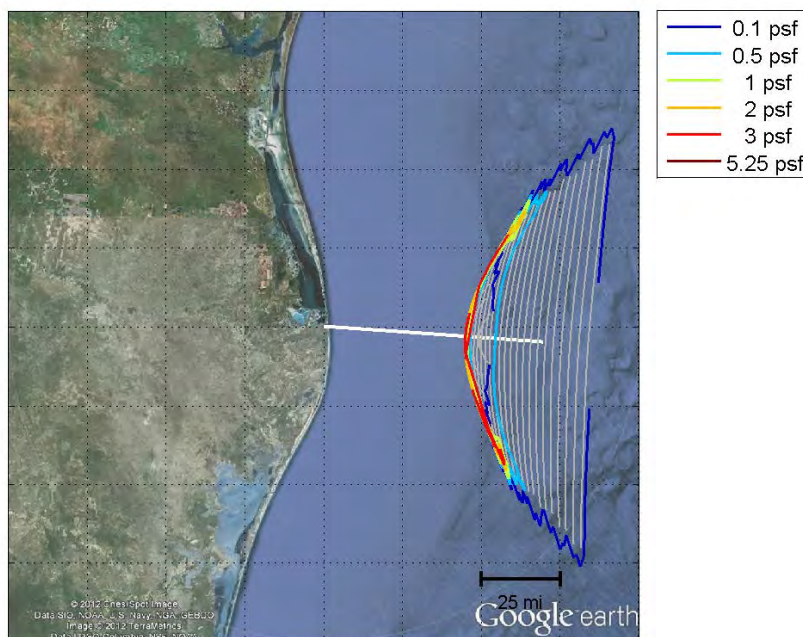 0.1 psf
0.5 psf
1 psf
2 psf
3 psf
5.25 psf
25 mi
© 2012 Cnes/Spot Image
Data SIO, NOAA, U.S. Navy, NGA, GEBCO
Image © 2012 TerraMetrics
Google earth